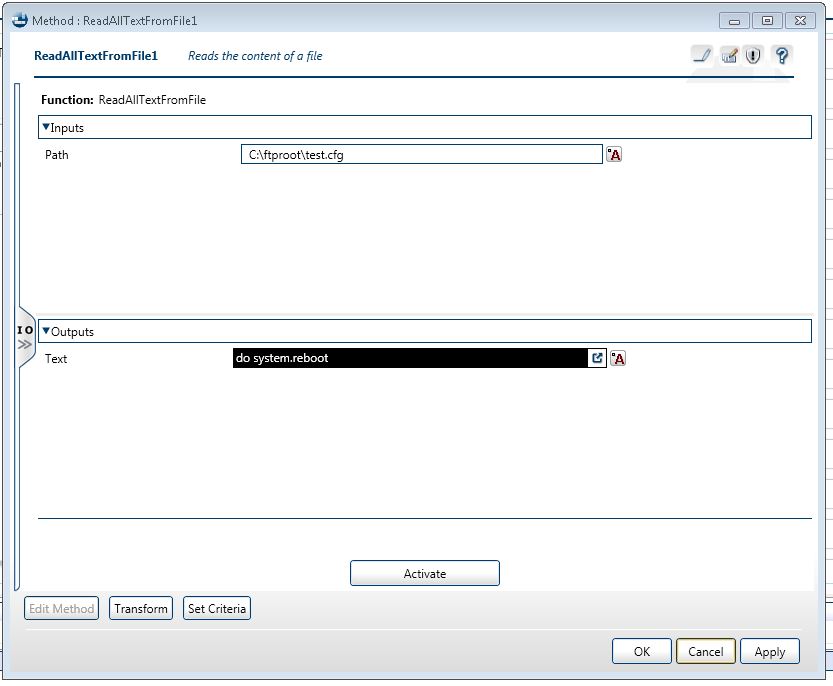 Method : ReadAllTextFromFile1
ReadAllTextFromFile1 Reads the content of a file
Function: ReadAllTextFromFile
Inputs
Path C:\ftproot\test.cfg A
I O
Outputs
Text do system.reboot A
Activate
Edit Method Transform Set Criteria
OK Cancel Apply